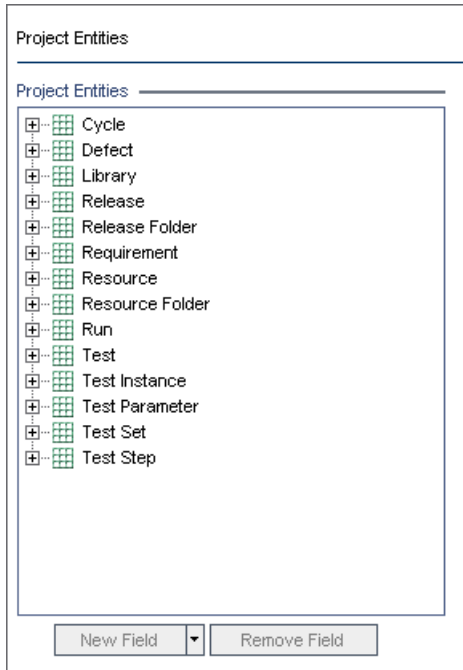 Project Entities
Project Entities
Cycle
Defect
Library
Release
Release Folder
Requirement
Resource
Resource Folder
Run
Test
Test Instance
Test Parameter
Test Set
Test Step
New Field Remove Field